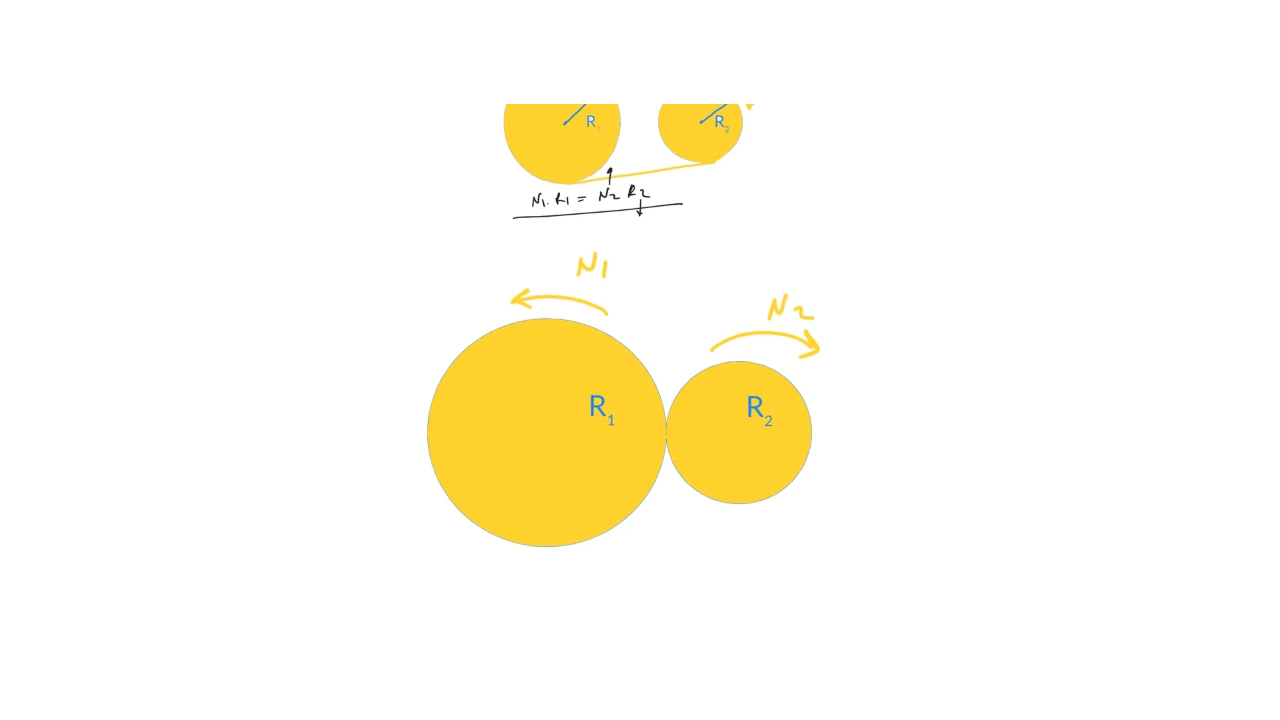 R₁ R₂
N1. R1 = N2 R2
N1
N2
R₁ R₂